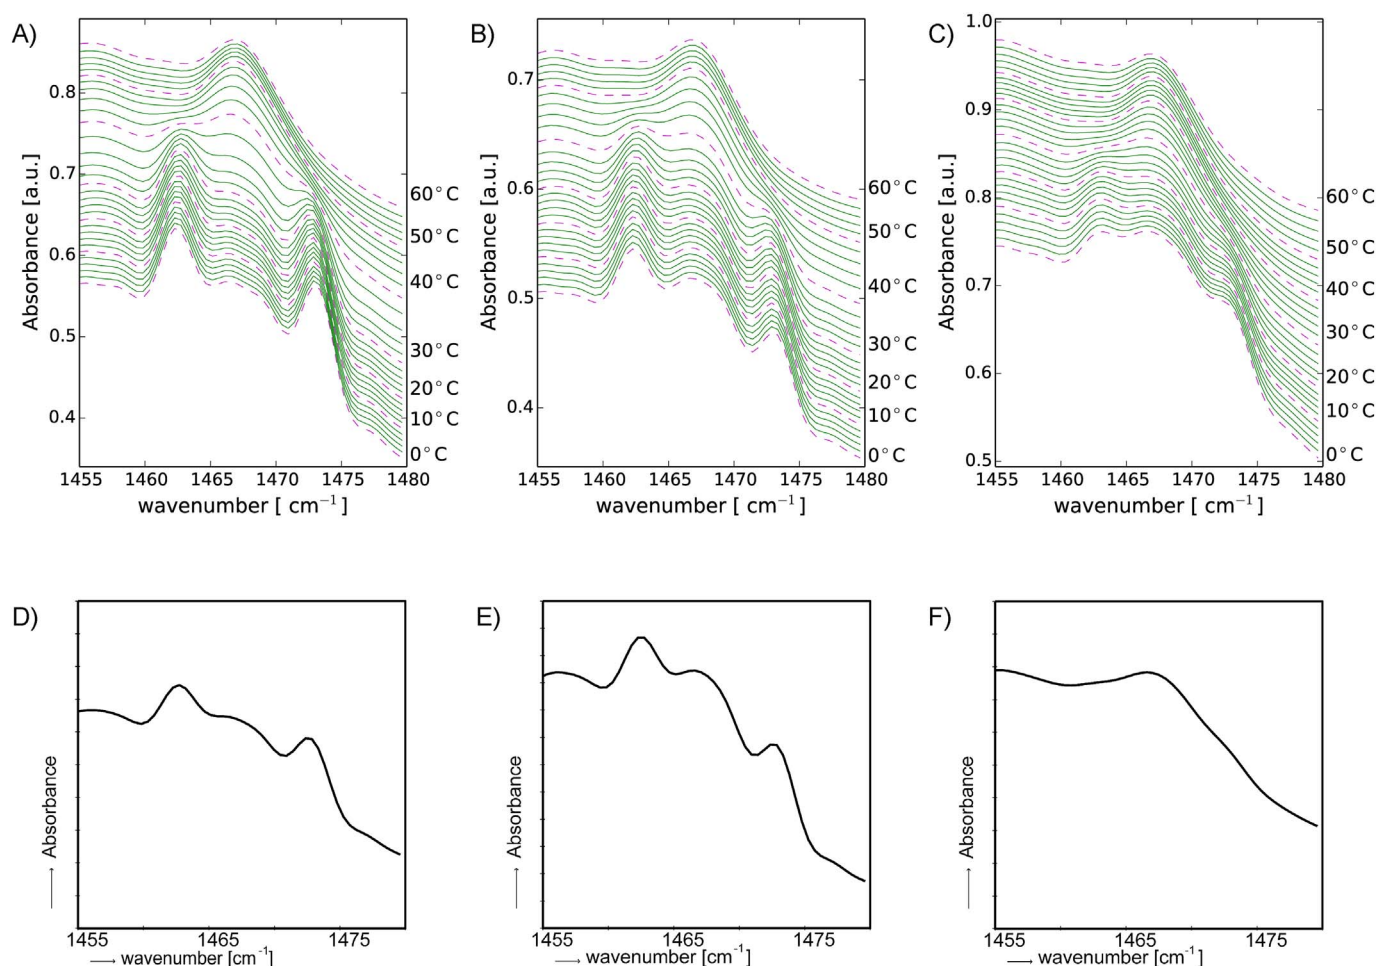 A)
Absorbance [a.u.]
0.8
0.7
0.6
0.5
0.4
60°C
50°C
40°C
30°C
20°C
10°C
0°C
1455 1460 1465 1470 1475 1480
wavenumber [ cm⁻¹ ]
B)
Absorbance [a.u.]
0.7
0.6
0.5
0.4
60°C
50°C
40°C
30°C
20°C
10°C
0°C
1455 1460 1465 1470 1475 1480
wavenumber [ cm⁻¹ ]
C)
Absorbance [a.u.]
1.0
0.9
0.8
0.7
0.6
0.5
60°C
50°C
40°C
30°C
20°C
10°C
0°C
1455 1460 1465 1470 1475 1480
wavenumber [ cm⁻¹ ]
D)
Absorbance
1455 1465 1475
wavenumber [cm⁻¹]
E)
Absorbance
1455 1465 1475
wavenumber [cm⁻¹]
F)
Absorbance
1455 1465 1475
wavenumber [cm⁻¹]